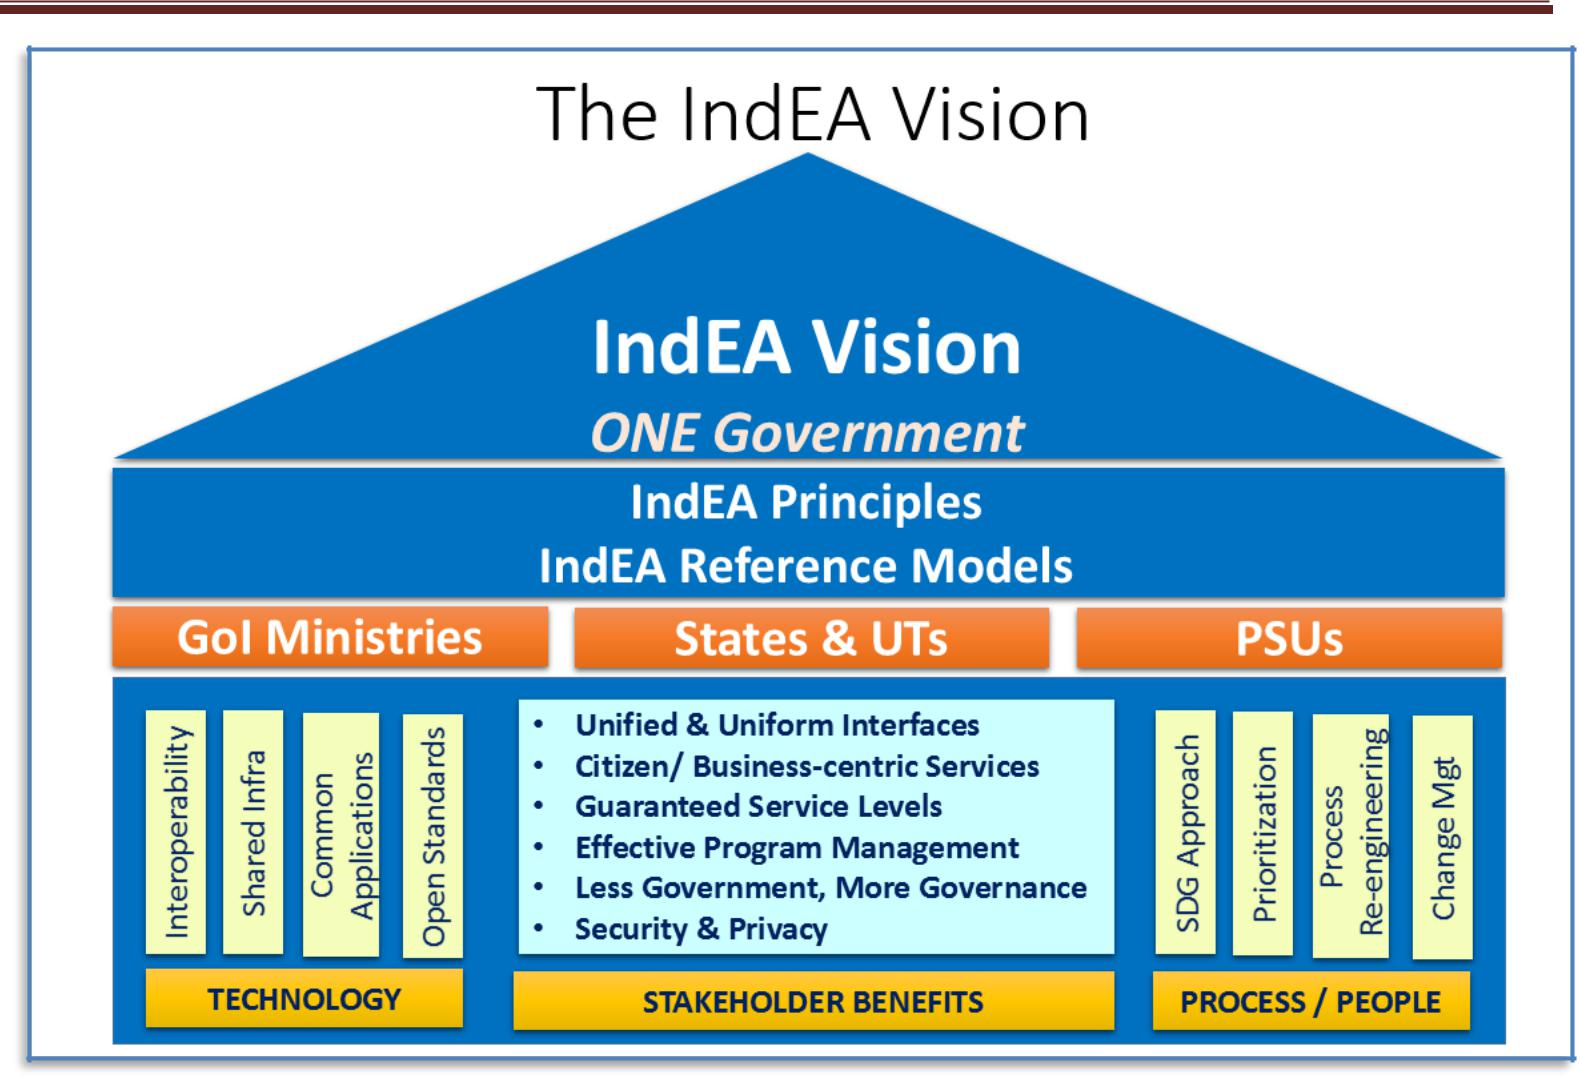 The IndEA Vision
IndEA Vision
ONE Government
IndEA Principles
IndEA Reference Models
GoI Ministries
States & UTs
PSUs
Interoperability
Shared Infra
Common
Applications
Open Standards
TECHNOLOGY
• Unified & Uniform Interfaces
• Citizen/ Business-centric Services
• Guaranteed Service Levels
• Effective Program Management
• Less Government, More Governance
• Security & Privacy
STAKEHOLDER BENEFITS
SDG Approach
Prioritization
Process
Re-engineering
Change Mgt
PROCESS / PEOPLE